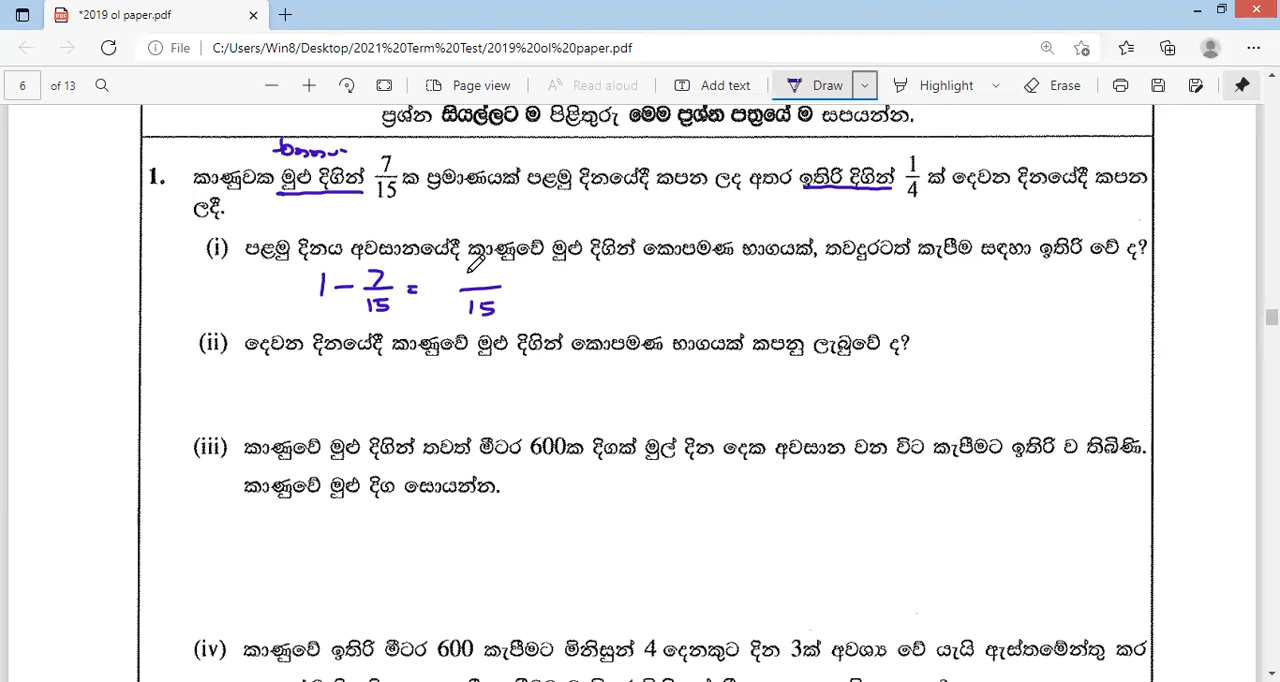 *2019 ol paper.pdf
File C:/Users/Win8/Desktop/2021%20Term%20Test/2019%20ol%20paper.pdf
6 of 13 Page view Read aloud Add text Draw Highlight Erase
ප්‍රශ්න සියල්ලට ම පිළිතුරු මෙම ප්‍රශ්න පත්‍රයේ ම සපයන්න.
1. කාණුවක මුළු දිගින් 7/15 ක ප්‍රමාණයක් පළමු දිනයේදී කපන ලද අතර ඉතිරි දිගින් 1/4 ක් දෙවන දිනයේදී කපන
ලදී.
(i) පළමු දිනය අවසානයේදී කාණුවේ මුළු දිගින් කොපමණ භාගයක්, තවදුරටත් කැපීම සඳහා ඉතිරි වේ ද?
1 - 7/15 = /15
(ii) දෙවන දිනයේදී කාණුවේ මුළු දිගින් කොපමණ භාගයක් කපනු ලැබුවේ ද?
(iii) කාණුවේ මුළු දිගින් තවත් මීටර 600ක දිගක් මුල් දින දෙක අවසාන වන විට කැපීමට ඉතිරි ව තිබිණි.
කාණුවේ මුළු දිග සොයන්න.
(iv) කාණුවේ ඉතිරි මීටර 600 කැපීමට මිනිසුන් 4 දෙනකුට දින 3ක් අවශ්‍ය වේ යැයි ඇස්තමේන්තු කර